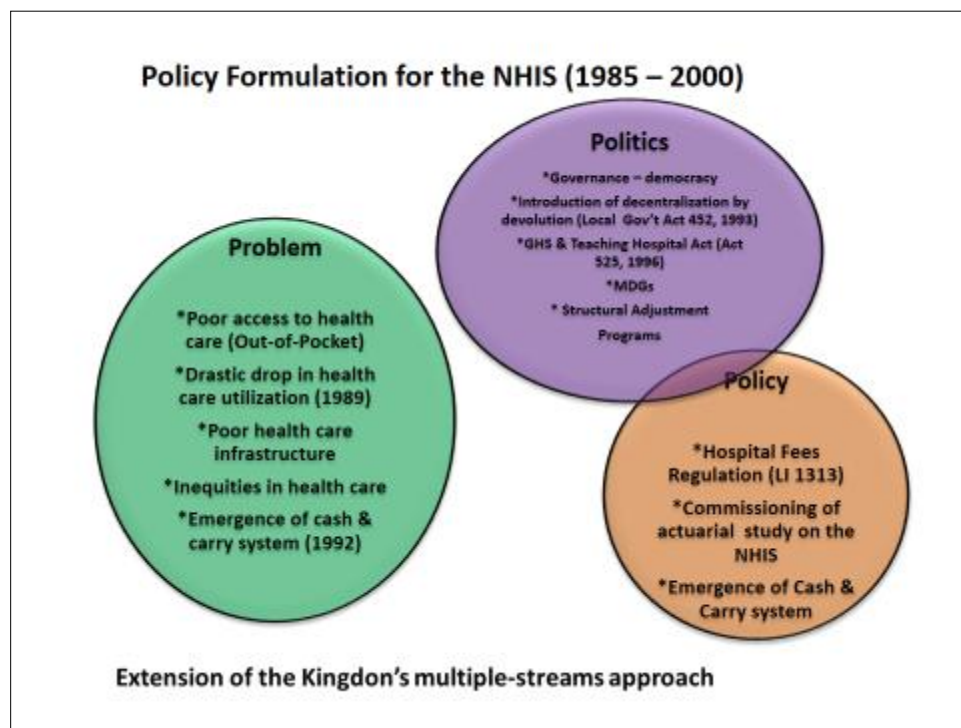 Policy Formulation for the NHIS (1985 – 2000)
Politics
*Governance – democracy
*Introduction of decentralization by
devolution (Local Gov't Act 452, 1993)
*GHS & Teaching Hospital Act (Act
525, 1996)
*MDGs
* Structural Adjustment
Programs
Problem
*Poor access to health
care (Out-of-Pocket)
*Drastic drop in health
care utilization (1989)
*Poor health care
infrastructure
*Inequities in health care
*Emergence of cash &
carry system (1992)
Policy
*Hospital Fees
Regulation (LI 1313)
*Commissioning of
actuarial study on the
NHIS
*Emergence of Cash &
Carry system
Extension of the Kingdon's multiple-streams approach